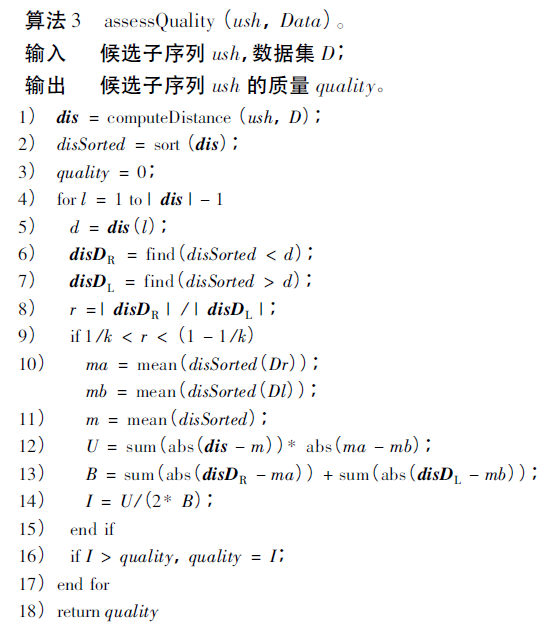 算法3 assessQuality (ush, Data)。
输入 候选子序列 ush,数据集 D;
输出 候选子序列 ush 的质量 quality。
1) dis = computeDistance (ush, D);
2) disSorted = sort(dis);
3) quality = 0;
4) for l = 1 to | dis | - 1
5) d = dis(l);
6) disD_R = find(disSorted < d);
7) disD_L = find(disSorted > d);
8) r =| disD_R | /| disD_L |;
9) if 1/k < r < (1 - 1/k)
10) ma = mean(disSorted(Dr));
mb = mean(disSorted(Dl));
11) m = mean(disSorted);
12) U = sum(abs(dis - m))* abs(ma - mb);
13) B = sum(abs(disD_R - ma)) + sum(abs(disD_L - mb));
14) I = U/(2* B);
15) end if
16) if I > quality, quality = I;
17) end for
18) return quality